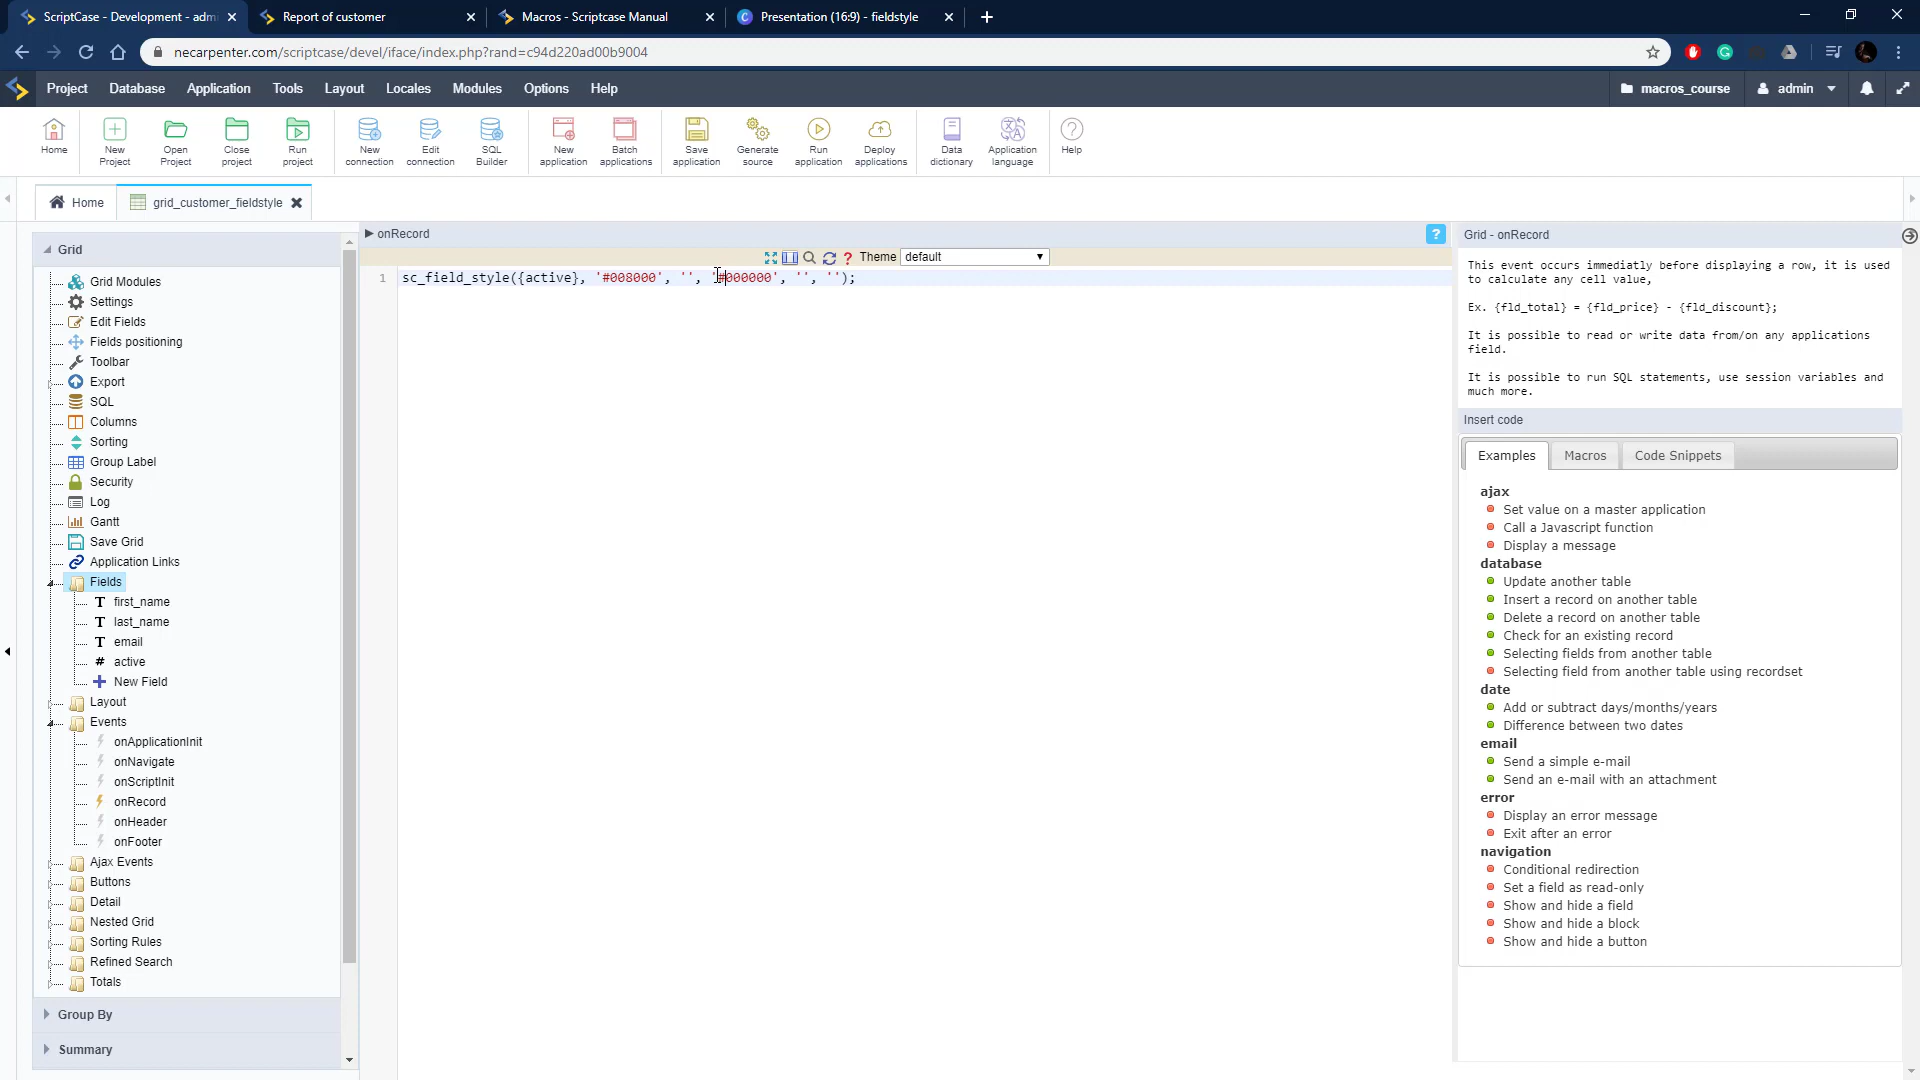 ScriptCase - Development - adm
Report of customer
Macros - Scriptcase Manual
Presentation (16:9) - fieldstyle
necarpenter.com/scriptcase/devel/iface/index.php?rand=c94d220ad00b9004
Project
Database
Application
Tools
Layout
Locales
Modules
Options
Help
macros_course
admin
Home
New Project
Open Project
Close project
Run project
New connection
Edit connection
SQL Builder
New application
Batch applications
Save application
Generate source
Run application
Deploy applications
Data dictionary
Application language
Help
Home
grid_customer_fieldstyle
Grid
Grid Modules
Settings
Edit Fields
Fields positioning
Toolbar
Export
SQL
Columns
Sorting
Group Label
Security
Log
Gantt
Save Grid
Application Links
Fields
first_name
last_name
email
active
New Field
Layout
Events
onApplicationInit
onNavigate
onScriptInit
onRecord
onHeader
onFooter
Ajax Events
Buttons
Detail
Nested Grid
Sorting Rules
Refined Search
Totals
Group By
Summary
onRecord
Theme default
1 sc_field_style({active}, '#008000', '', '#000000', '', '');
Grid - onRecord
This event occurs immediatly before displaying a row, it is used
to calculate any cell value,
Ex. {fld_total} = {fld_price} - {fld_discount};
It is possible to read or write data from/on any applications
field.
It is possible to run SQL statements, use session variables and
much more.
Insert code
Examples
Macros
Code Snippets
ajax
Set value on a master application
Call a Javascript function
Display a message
database
Update another table
Insert a record on another table
Delete a record on another table
Check for an existing record
Selecting fields from another table
Selecting field from another table using recordset
date
Add or subtract days/months/years
Difference between two dates
email
Send a simple e-mail
Send an e-mail with an attachment
error
Display an error message
Exit after an error
navigation
Conditional redirection
Set a field as read-only
Show and hide a field
Show and hide a block
Show and hide a button